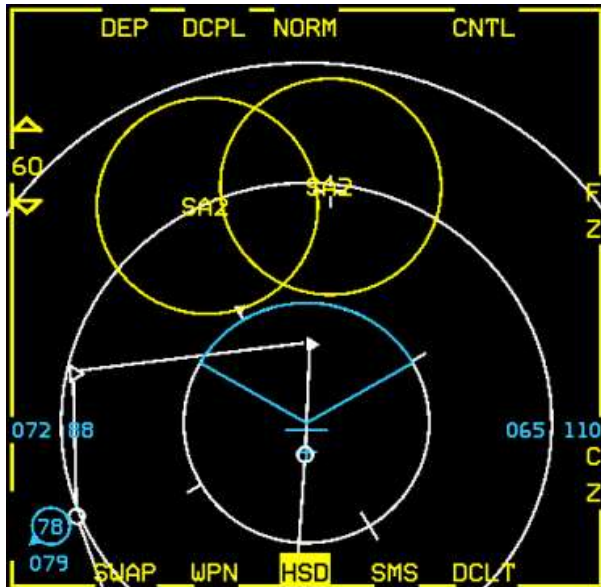 DEP DCPL NORM CNTL
60
F
Z
SA2 SA2
072 88 065 110
C
Z
78
079
SWAP WPN HSD SMS DCLT